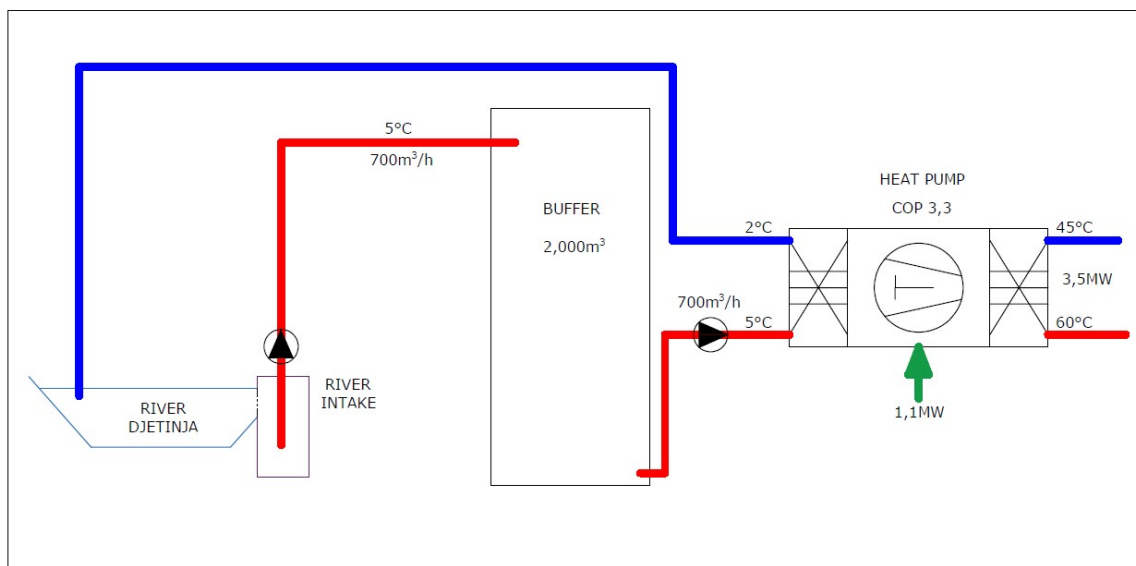 5°C
700m³/h
BUFFER
2,000m³
HEAT PUMP
COP 3,3
2°C
45°C
3,5MW
700m³/h
5°C
60°C
1,1MW
RIVER
INTAKE
RIVER
DJETINJA